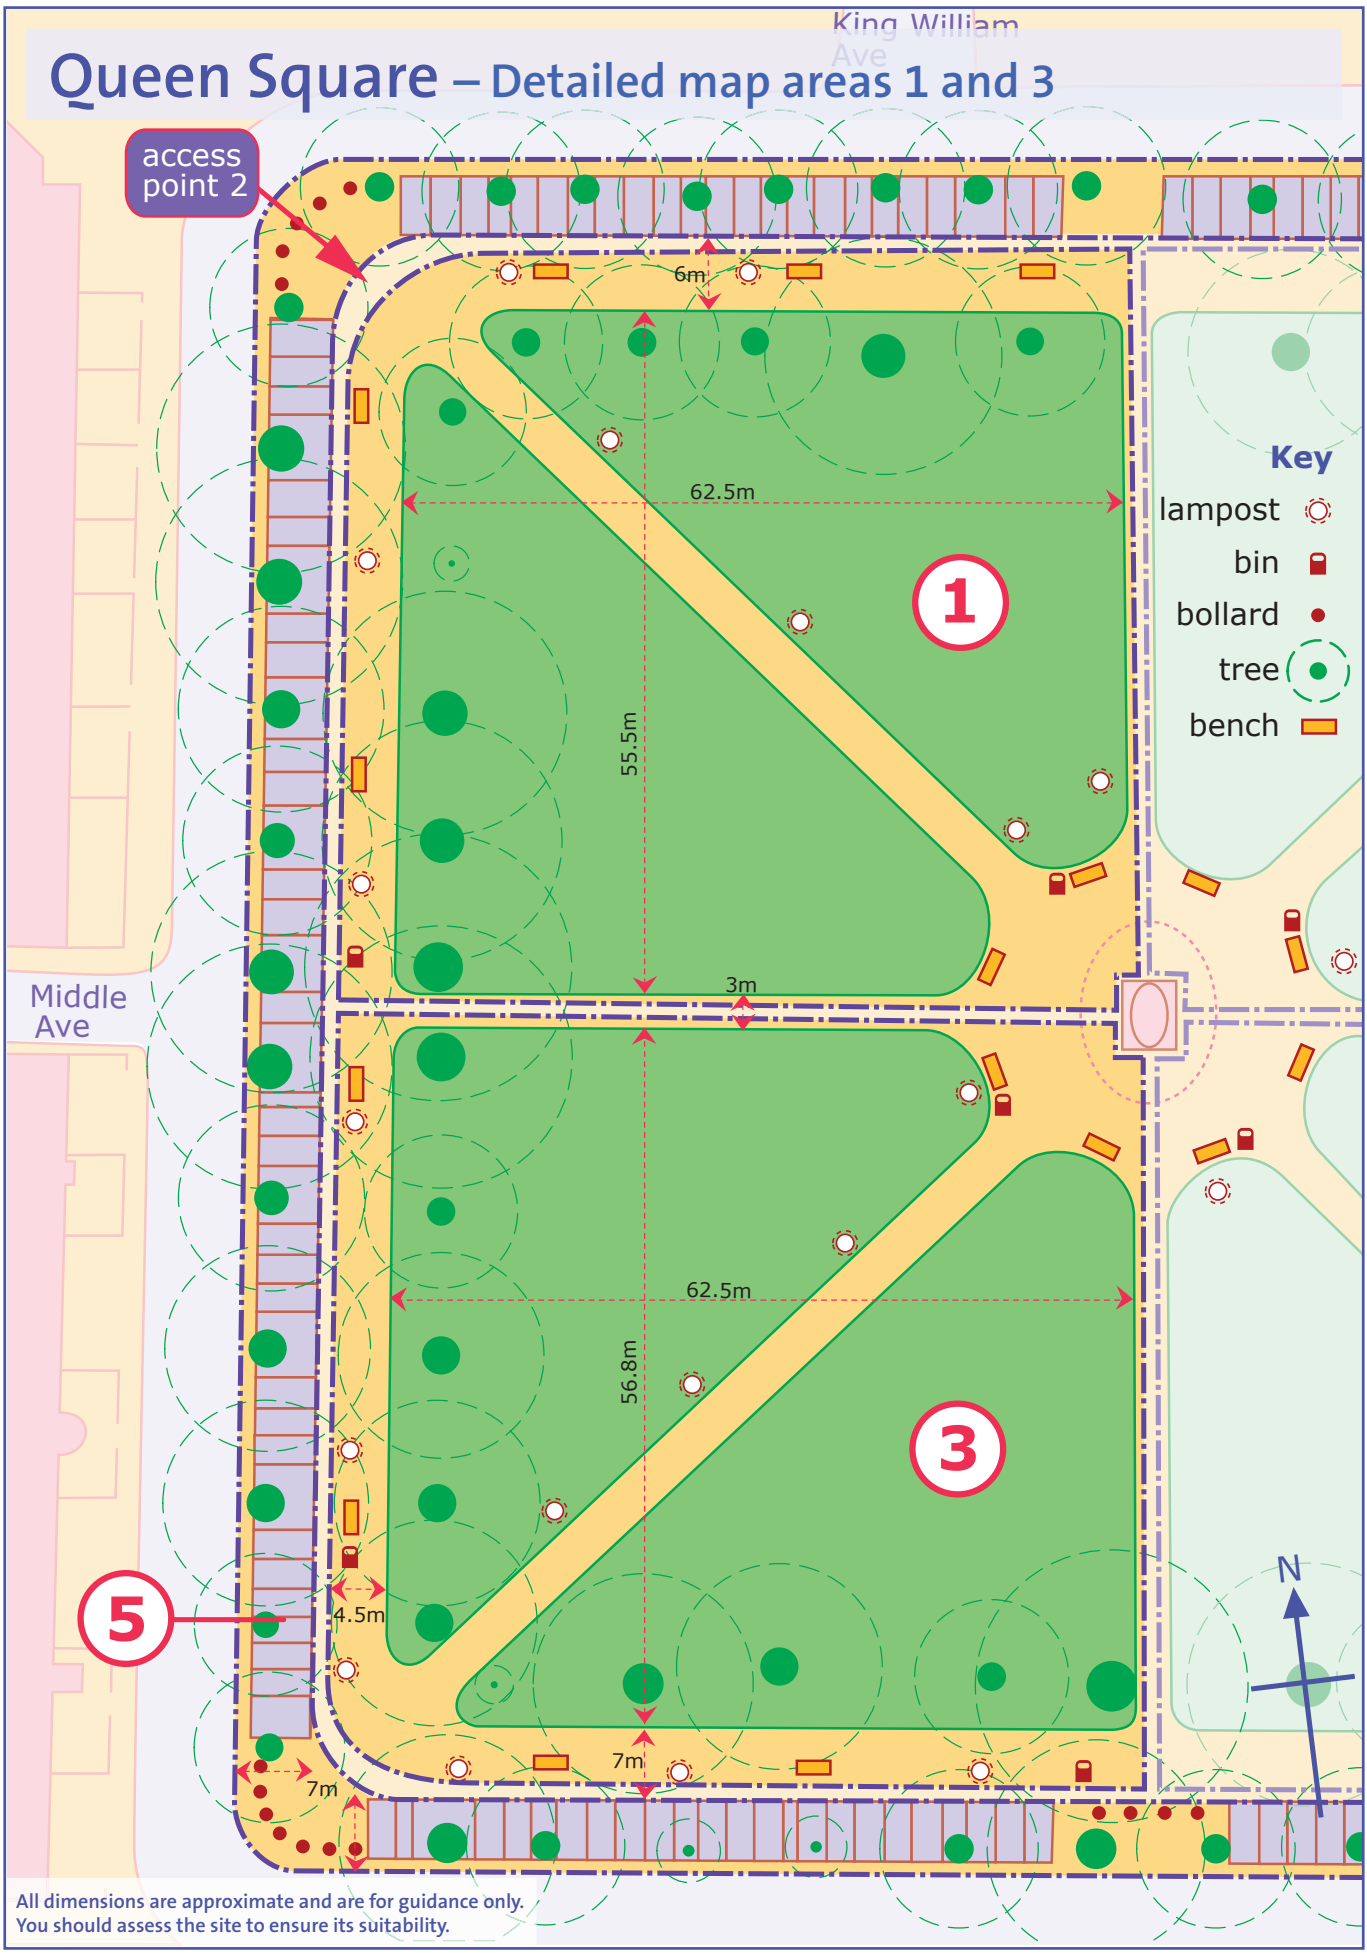 King William
Ave
Queen Square – Detailed map areas 1 and 3
access
point 2
6m
62.5m
55.5m
1
Key
lampost
bin
bollard
tree
bench
3m
Middle
Ave
62.5m
56.8m
3
N
5
4.5m
7m
7m
All dimensions are approximate and are for guidance only.
You should assess the site to ensure its suitability.